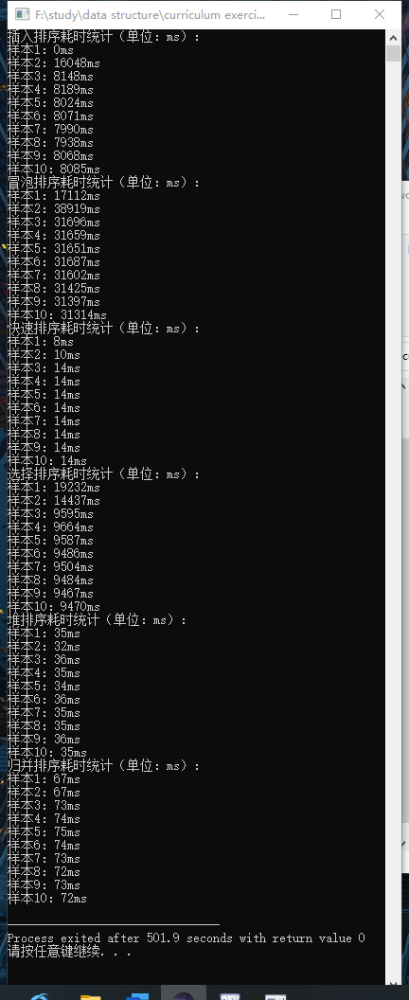 F:\study\data structure\curriculum exerci...
插入排序耗时统计（单位：ms）：
样本1：0ms
样本2：16048ms
样本3：8148ms
样本4：8189ms
样本5：8024ms
样本6：8071ms
样本7：7990ms
样本8：7938ms
样本9：8068ms
样本10：8085ms
冒泡排序耗时统计（单位：ms）：
样本1：17112ms
样本2：38919ms
样本3：31696ms
样本4：31659ms
样本5：31651ms
样本6：31687ms
样本7：31602ms
样本8：31425ms
样本9：31397ms
样本10：31314ms
快速排序耗时统计（单位：ms）：
样本1：8ms
样本2：10ms
样本3：14ms
样本4：14ms
样本5：14ms
样本6：14ms
样本7：14ms
样本8：14ms
样本9：14ms
样本10：14ms
选择排序耗时统计（单位：ms）：
样本1：19232ms
样本2：14437ms
样本3：9595ms
样本4：9664ms
样本5：9587ms
样本6：9486ms
样本7：9504ms
样本8：9484ms
样本9：9467ms
样本10：9470ms
堆排序耗时统计（单位：ms）：
样本1：35ms
样本2：32ms
样本3：36ms
样本4：35ms
样本5：34ms
样本6：36ms
样本7：35ms
样本8：35ms
样本9：36ms
样本10：35ms
归并排序耗时统计（单位：ms）：
样本1：67ms
样本2：67ms
样本3：73ms
样本4：74ms
样本5：75ms
样本6：74ms
样本7：73ms
样本8：72ms
样本9：73ms
样本10：72ms
Process exited after 501.9 seconds with return value 0
请按任意键继续. . .